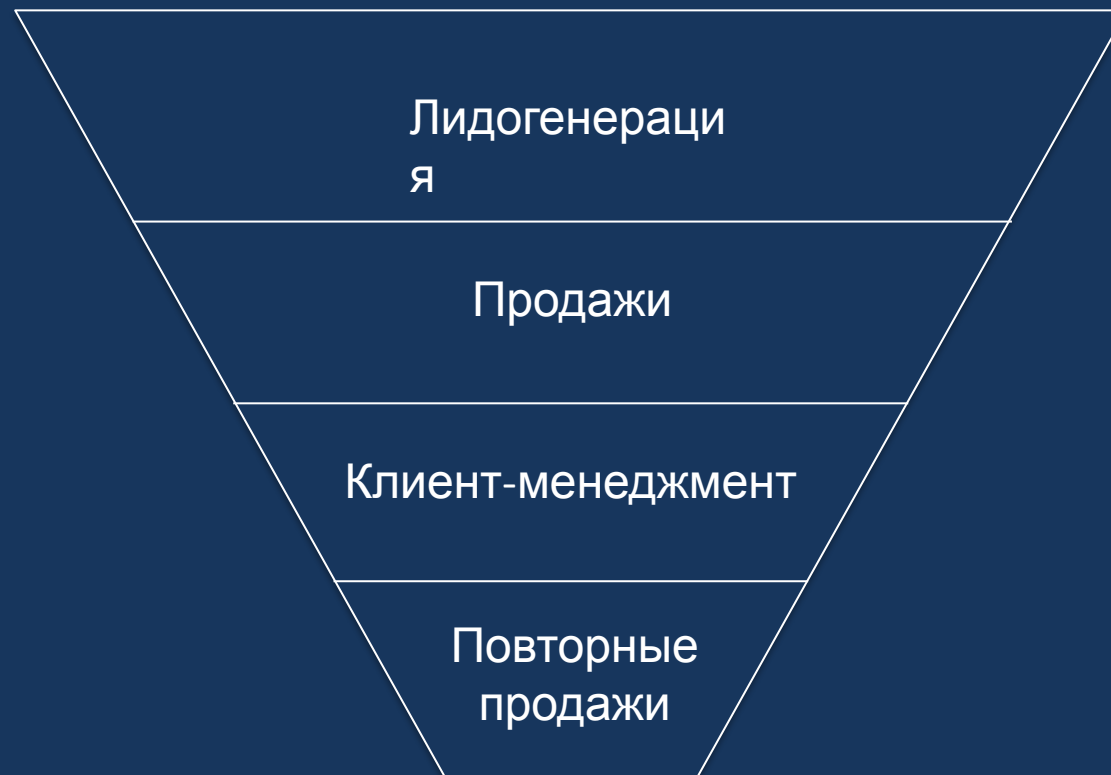 Лидогенераци
я
Продажи
Клиент-менеджмент
Повторные
продажи